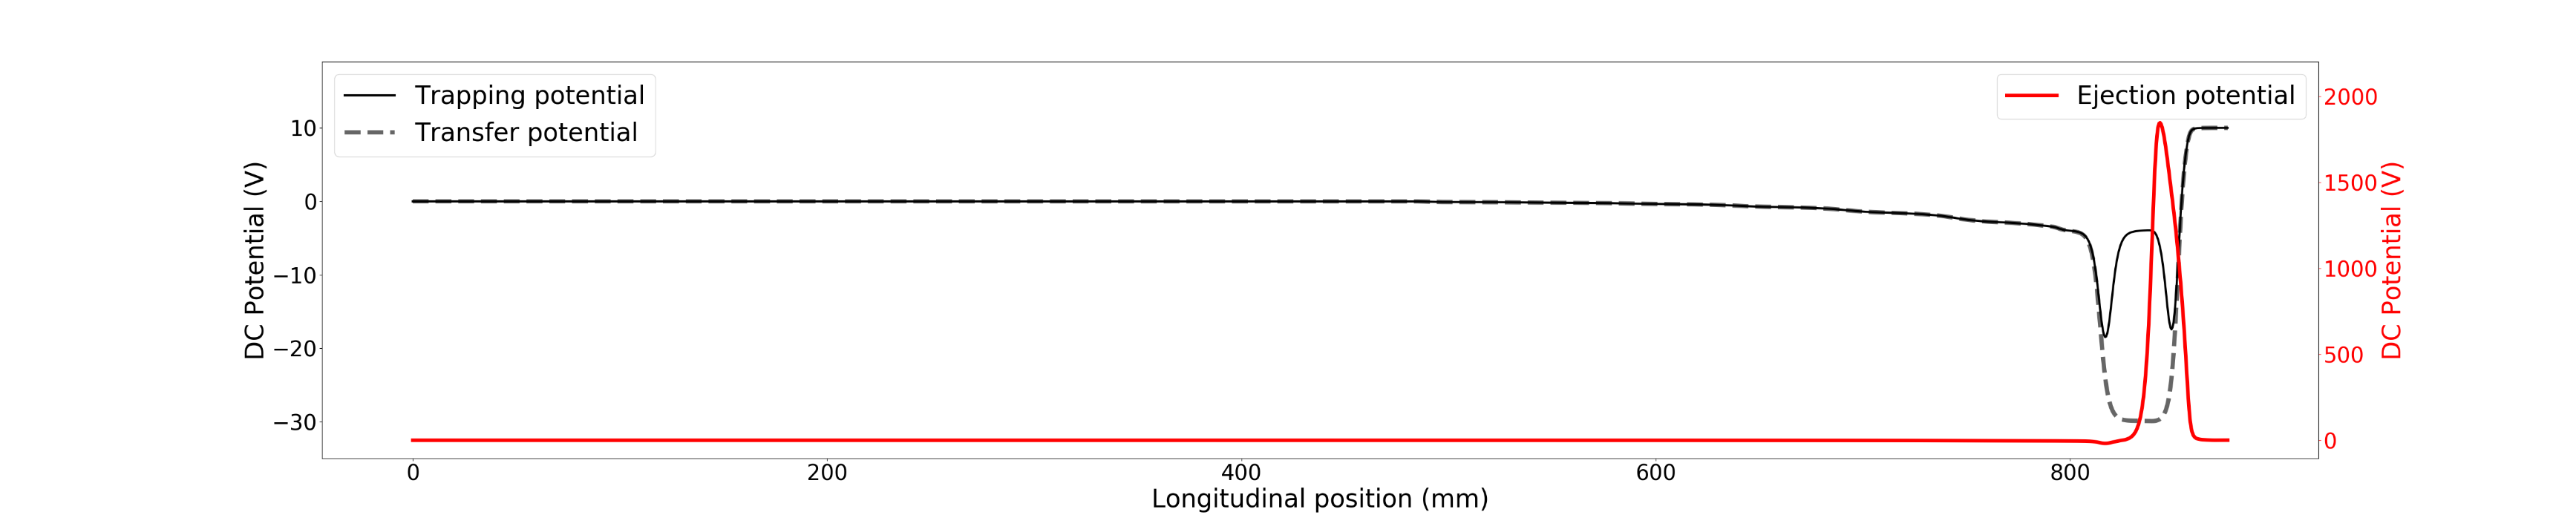 Trapping potential
Transfer potential
Ejection potential
10
0
−10
−20
−30
DC Potential (V)
2000
1500
1000
500
0
DC Potential (V)
0
200
400
600
800
Longitudinal position (mm)